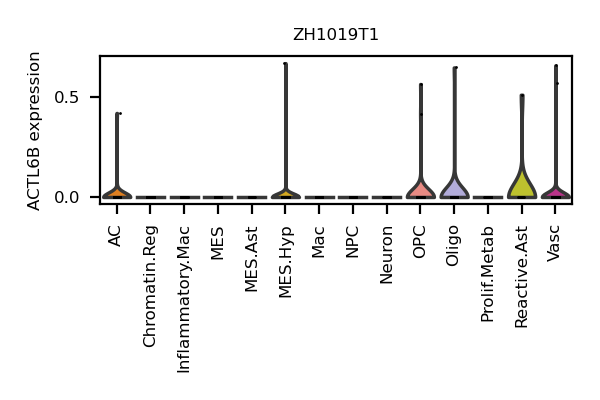 ZH1019T1
ACTL6B expression
0.5
0.0
AC
Chromatin.Reg
Inflammatory.Mac
MES
MES.Ast
MES.Hyp
Mac
NPC
Neuron
OPC
Oligo
Prolif.Metab
Reactive.Ast
Vasc